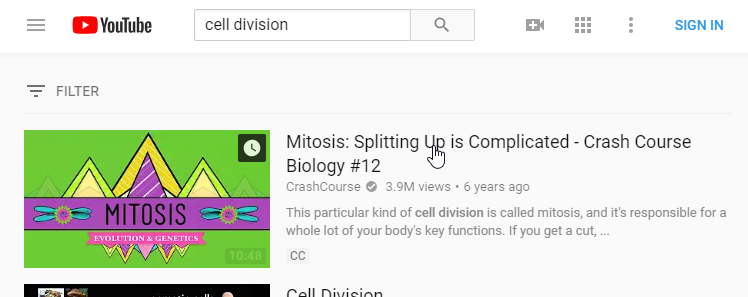 YouTube
cell division
SIGN IN
FILTER
MITOSIS
EVOLUTION & GENETICS
10:48
Mitosis: Splitting Up is Complicated - Crash Course
Biology #12
CrashCourse 3.9M views • 6 years ago
This particular kind of cell division is called mitosis, and it's responsible for a
whole lot of your body's key functions. If you get a cut, ...
CC
Cell Division